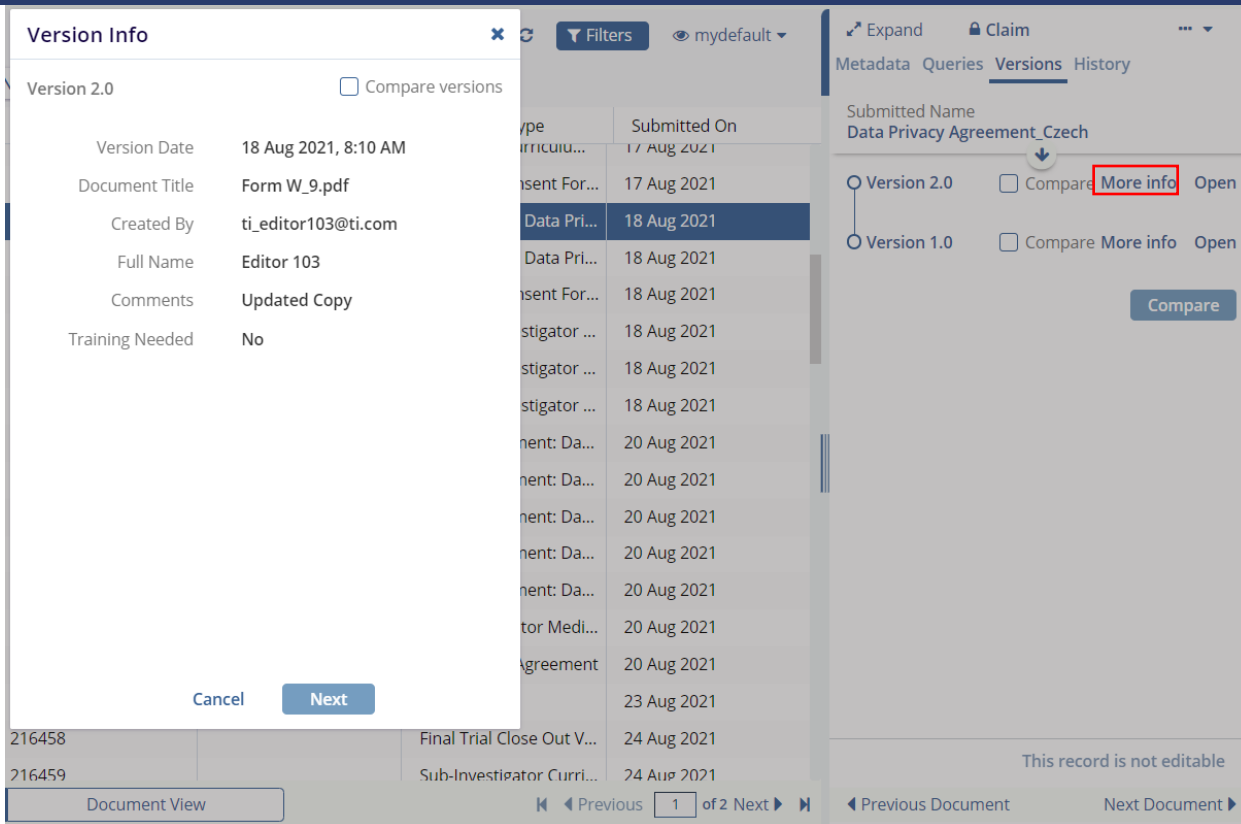 Version Info
Version 2.0
Compare versions
Version Date 18 Aug 2021, 8:10 AM
Document Title Form W_9.pdf
Created By ti_editor103@ti.com
Full Name Editor 103
Comments Updated Copy
Training Needed No
Cancel Next
Filters mydefault
ype Submitted On
17 Aug 2021
nsent For... 17 Aug 2021
Data Pri... 18 Aug 2021
Data Pri... 18 Aug 2021
nsent For... 18 Aug 2021
stigator ... 18 Aug 2021
stigator ... 18 Aug 2021
stigator ... 18 Aug 2021
nent: Da... 20 Aug 2021
nent: Da... 20 Aug 2021
nent: Da... 20 Aug 2021
nent: Da... 20 Aug 2021
nent: Da... 20 Aug 2021
tor Medi... 20 Aug 2021
Agreement 20 Aug 2021
23 Aug 2021
216458 Final Trial Close Out V... 24 Aug 2021
216459 Sub-Investigator Curri... 24 Aug 2021
Document View
Previous 1 of 2 Next
Expand Claim ...
Metadata Queries Versions History
Submitted Name
Data Privacy Agreement_Czech
Version 2.0 Compare More info Open
Version 1.0 Compare More info Open
Compare
This record is not editable
Previous Document Next Document